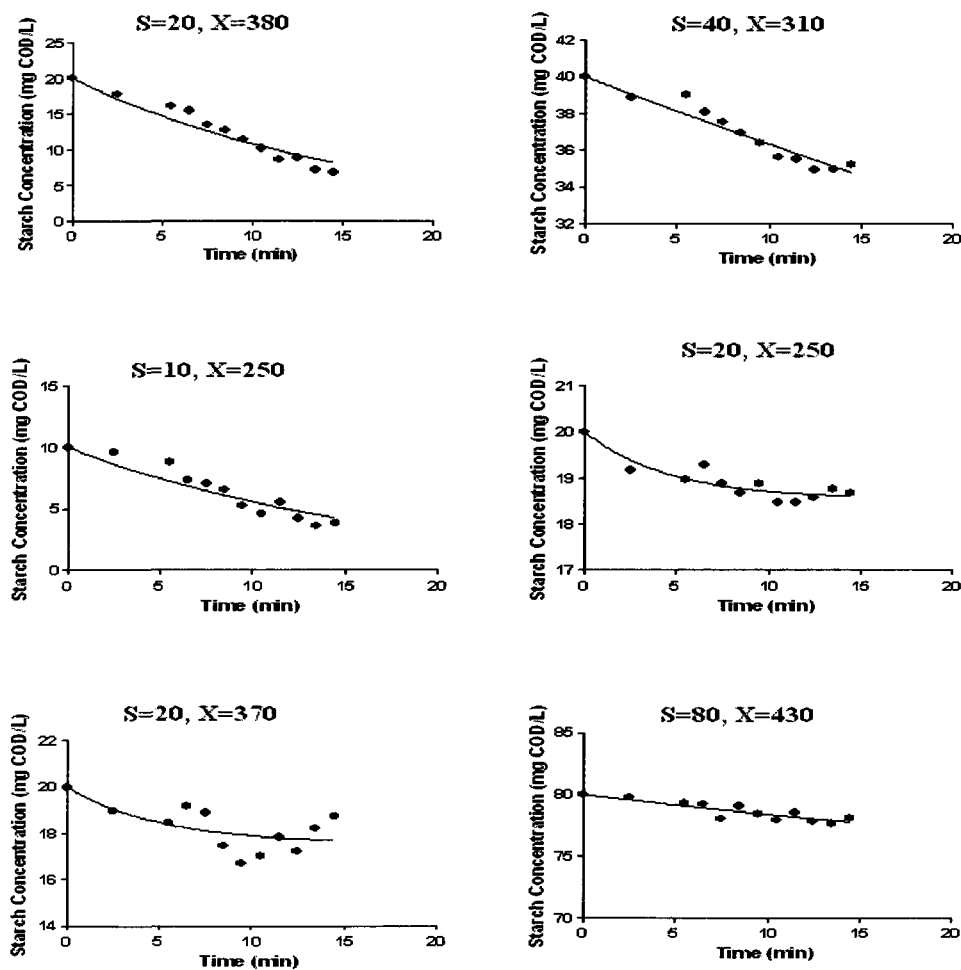 S=20, X=380
Starch Concentration (mg COD/L)
25
20
15
10
5
0
0 5 10 15 20
Time (min)
S=40, X=310
Starch Concentration (mg COD/L)
42
40
38
36
34
32
0 5 10 15 20
Time (min)
S=10, X=250
Starch Concentration (mg COD/L)
15
10
5
0
0 5 10 15 20
Time (min)
S=20, X=250
Starch Concentration (mg COD/L)
21
20
19
18
17
0 5 10 15 20
Time (min)
S=20, X=370
Starch Concentration (mg COD/L)
22
20
18
16
14
0 5 10 15 20
Time (min)
S=80, X=430
Starch Concentration (mg COD/L)
85
80
75
70
0 5 10 15 20
Time (min)